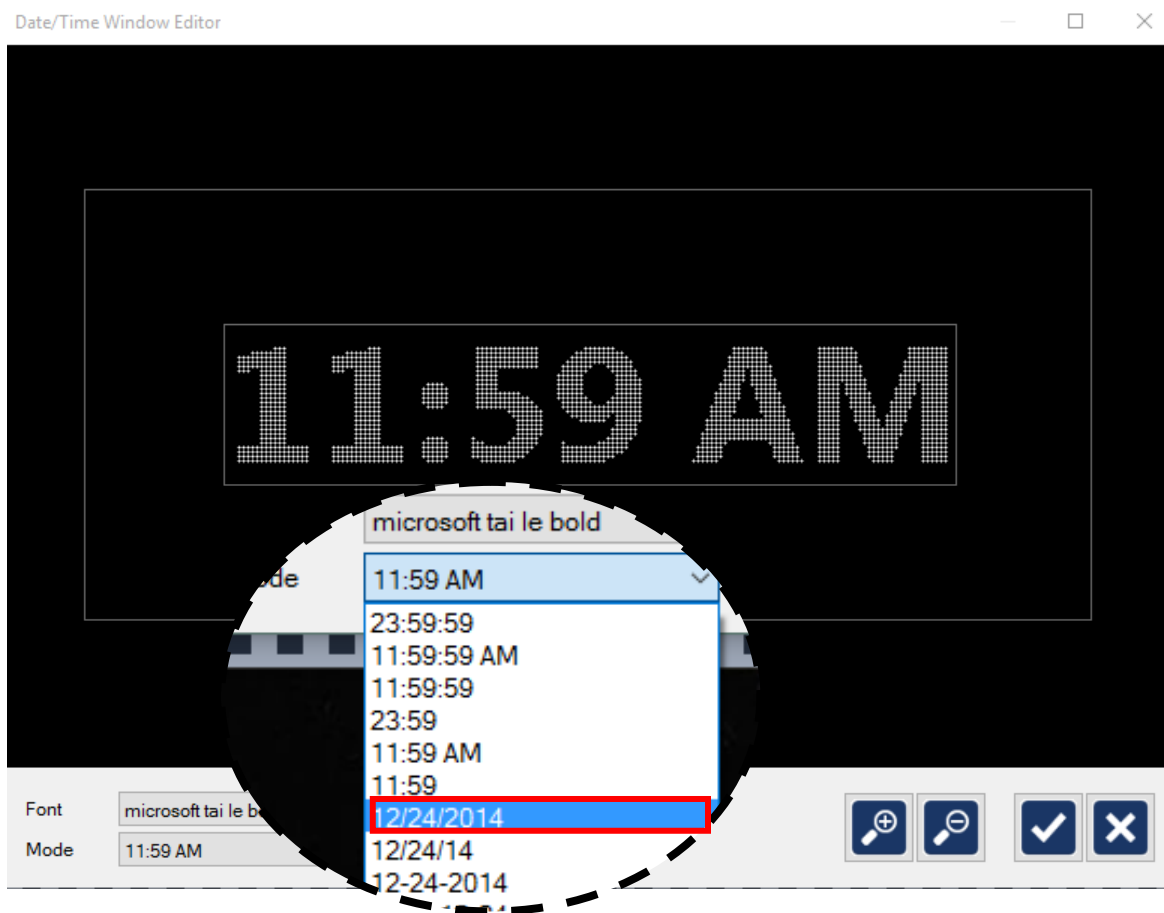 Date/Time Window Editor
11:59 AM
microsoft tai le bold
11:59 AM
23:59:59
11:59:59 AM
11:59:59
23:59
11:59 AM
11:59
12/24/2014
12/24/14
12-24-2014
Font microsoft tai le
Mode 11:59 AM